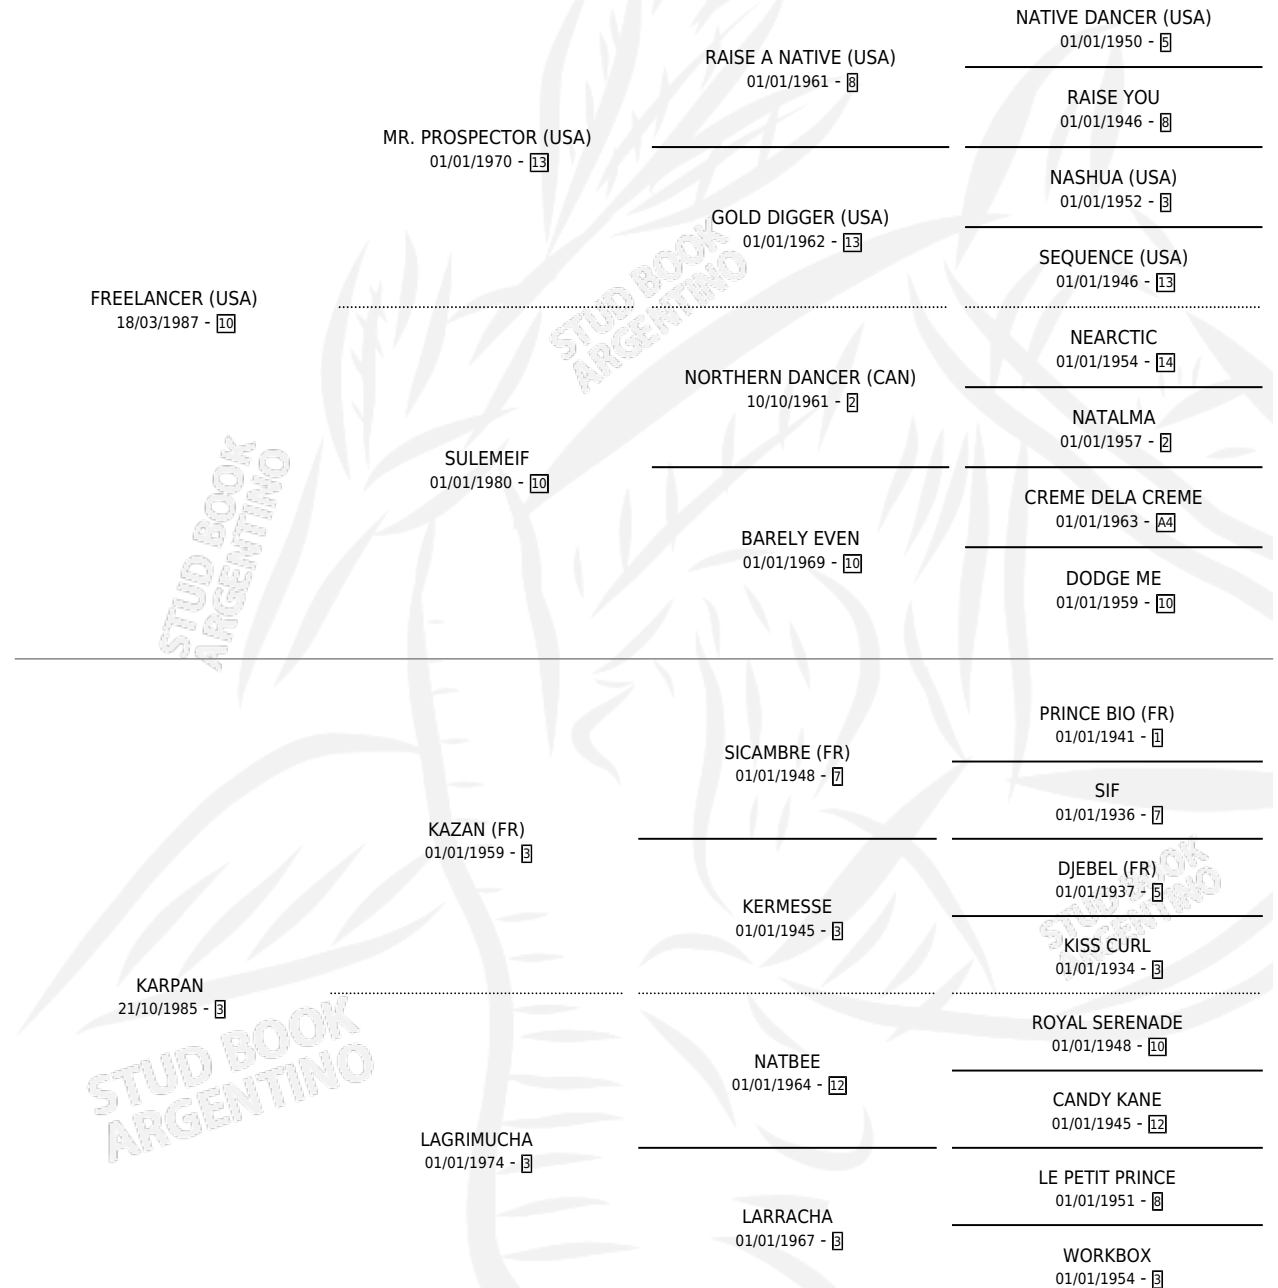 NATIVE DANCER (USA)
01/01/1950 - 5
RAISE A NATIVE (USA)
01/01/1961 - 8
RAISE YOU
01/01/1946 - 8
MR. PROSPECTOR (USA)
01/01/1970 - 13
NASHUA (USA)
01/01/1952 - 3
GOLD DIGGER (USA)
01/01/1962 - 13
SEQUENCE (USA)
01/01/1946 - 13
FREELANCER (USA)
18/03/1987 - 10
STUD BOOK
ARGENTINO
NEARCTIC
01/01/1954 - 14
NORTHERN DANCER (CAN)
10/10/1961 - 2
NATALMA
01/01/1957 - 2
SULEMEIF
01/01/1980 - 10
CREME DELA CREME
01/01/1963 - A4
BARELY EVEN
01/01/1969 - 10
DODGE ME
01/01/1959 - 10
STUD BOOK
ARGENTINO
PRINCE BIO (FR)
01/01/1941 - 1
SICAMBRE (FR)
01/01/1948 - 7
SIF
01/01/1936 - 7
KAZAN (FR)
01/01/1959 - 3
DJEBEL (FR)
01/01/1937 - 5
KERMESSE
01/01/1945 - 3
KISS CURL
01/01/1934 - 3
STUD BOOK
ARGENTINO
KARPAN
21/10/1985 - 3
ROYAL SERENADE
01/01/1948 - 10
NATBEE
01/01/1964 - 12
CANDY KANE
01/01/1945 - 12
STUD BOOK
ARGENTINO
LAGRIMUCHA
01/01/1974 - 3
LE PETIT PRINCE
01/01/1951 - 8
LARRACHA
01/01/1967 - 3
WORKBOX
01/01/1954 - 3